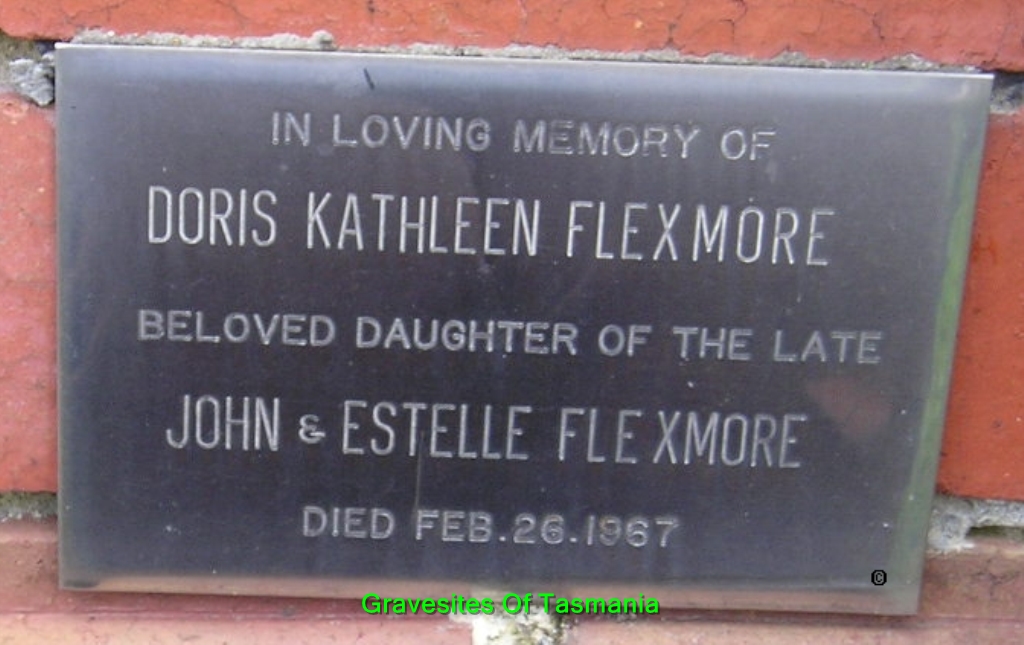 IN LOVING MEMORY OF
DORIS KATHLEEN FLEXMORE
BELOVED DAUGHTER OF THE LATE
JOHN & ESTELLE FLEXMORE
DIED FEB.26.1967
©
Gravesites Of Tasmania